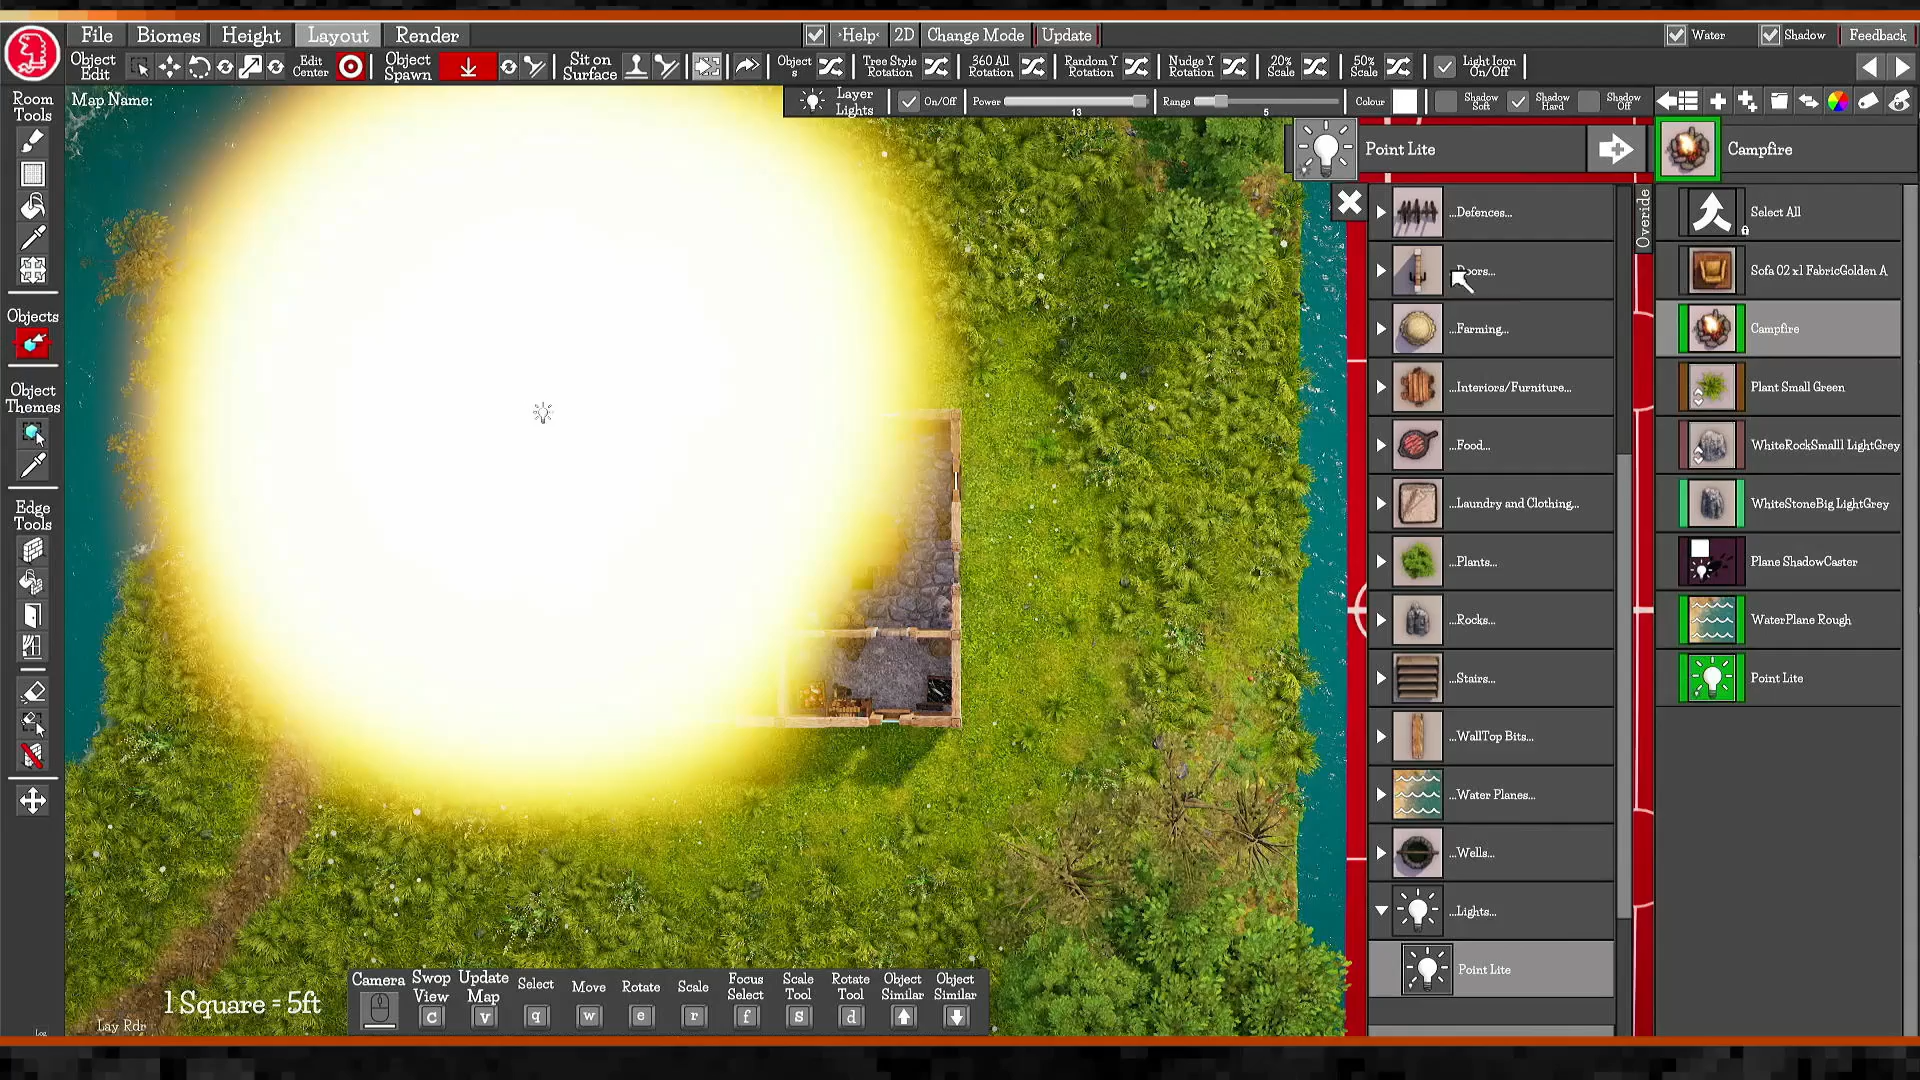 File Biomes Height Layout Render ›Help‹ 2D Change Mode Update Water Shadow Feedback
Object Edit Edit Center Object Spawn Sit on Surface Object s Tree Style Rotation 360 All Rotation Random Y Rotation Nudge Y Rotation 20% Scale 50% Scale Light Icon On/Off
Room Tools
Map Name:
Layer Lights On/Off Power 13 Range 5 Colour Shadow Soft Shadow Hard Shadow Off
Point Lite
Campfire
Objects
Object Themes
Edge Tools
...Defences...
...Farming...
...Interiors/Furniture...
...Food...
...Laundry and Clothing...
...Plants...
...Rocks...
...Stairs...
...WallTop Bits...
...Water Planes...
...Wells...
...Lights...
Point Lite
Overide
Select All
Sofa 02 x1 FabricGolden A
Campfire
Plant Small Green
WhiteRockSmall1 LightGrey
WhiteStoneBig LightGrey
Plane ShadowCaster
WaterPlane Rough
Point Lite
1 Square = 5ft
Lay Rdr
Log
Camera
Swop View C
Update Map V
Select q
Move w
Rotate e
Scale r
Focus Select f
Scale Tool s
Rotate Tool d
Object Similar
Object Similar